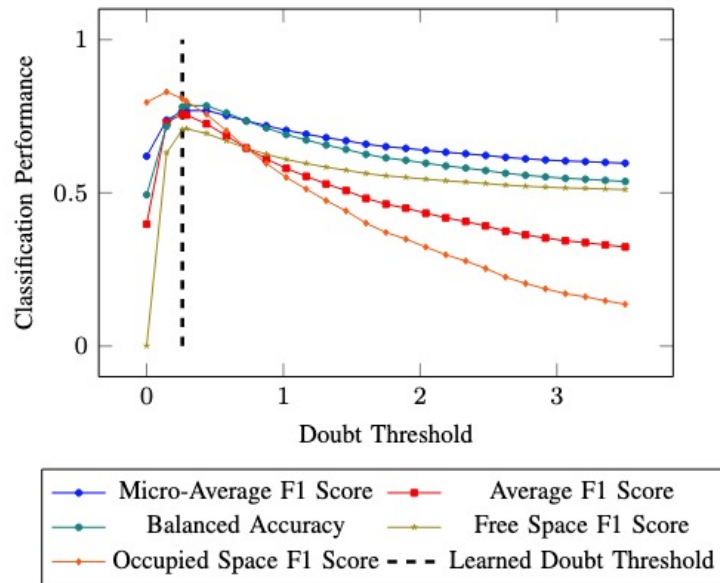 Classification Performance
1
0.5
0
0 1 2 3
Doubt Threshold
Micro-Average F1 Score Average F1 Score
Balanced Accuracy Free Space F1 Score
Occupied Space F1 Score Learned Doubt Threshold